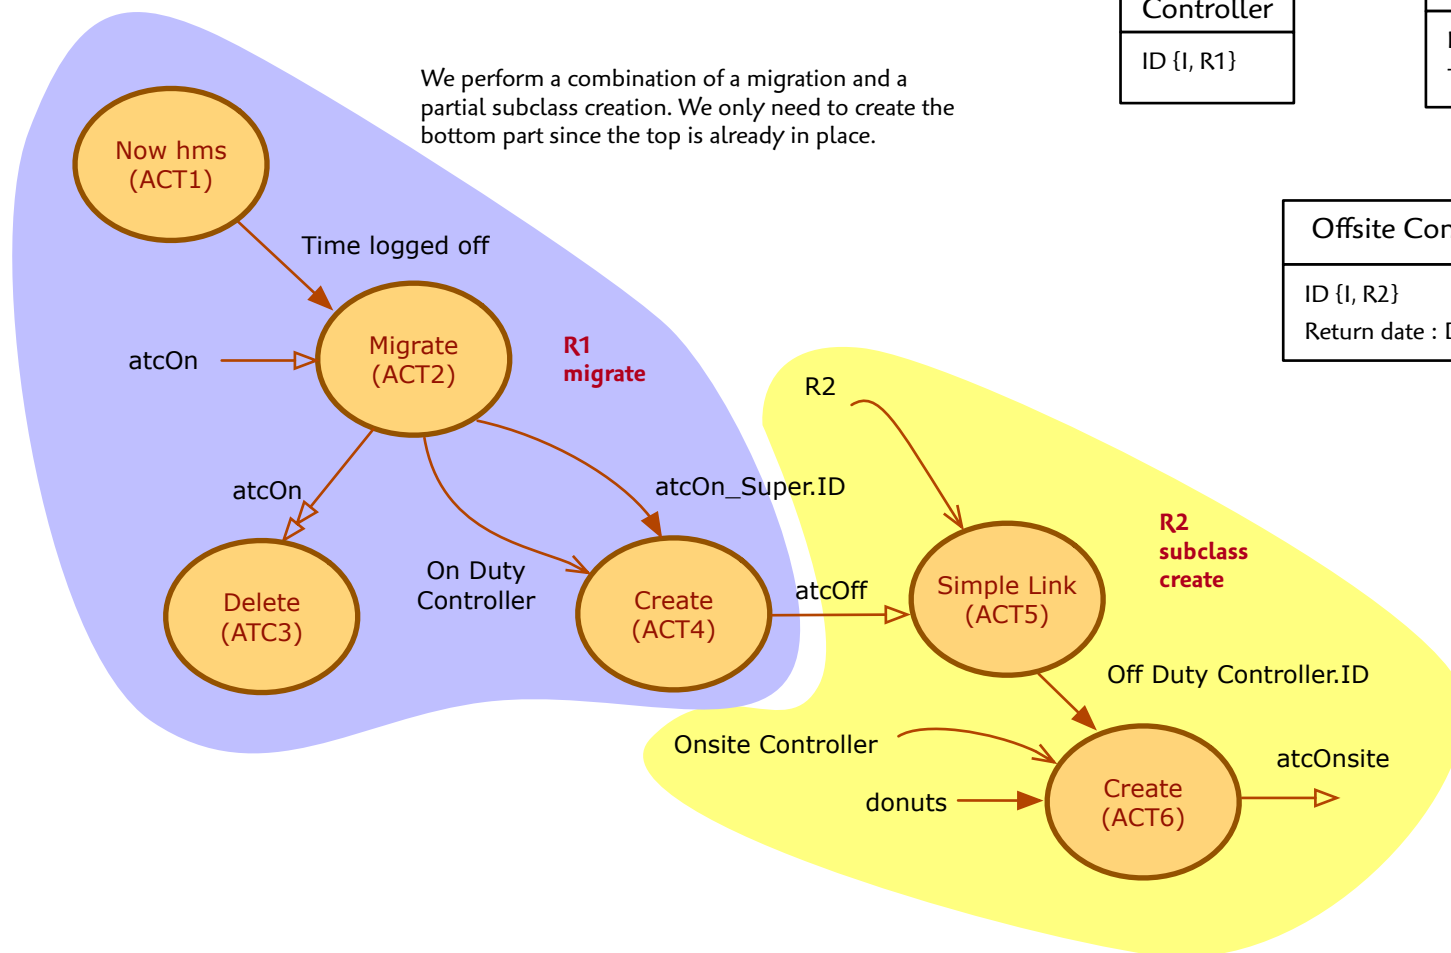 Controller
ID {I, R1}
We perform a combination of a migration and a
partial subclass creation. We only need to create the
bottom part since the top is already in place.
Now hms
(ACT1)
Time logged off
Offsite
ID {I, R2}
Return date :
atcOn
Migrate
(ACT2)
R1
migrate
R2
atcOn
atcOn_Super.ID
On Duty
Controller
Delete
(ATC3)
Create
(ACT4)
atcOff
Simple Link
(ACT5)
R2
subclass
create
Off Duty Controller.ID
Onsite Controller
donuts
Create
(ACT6)
atcOnsite